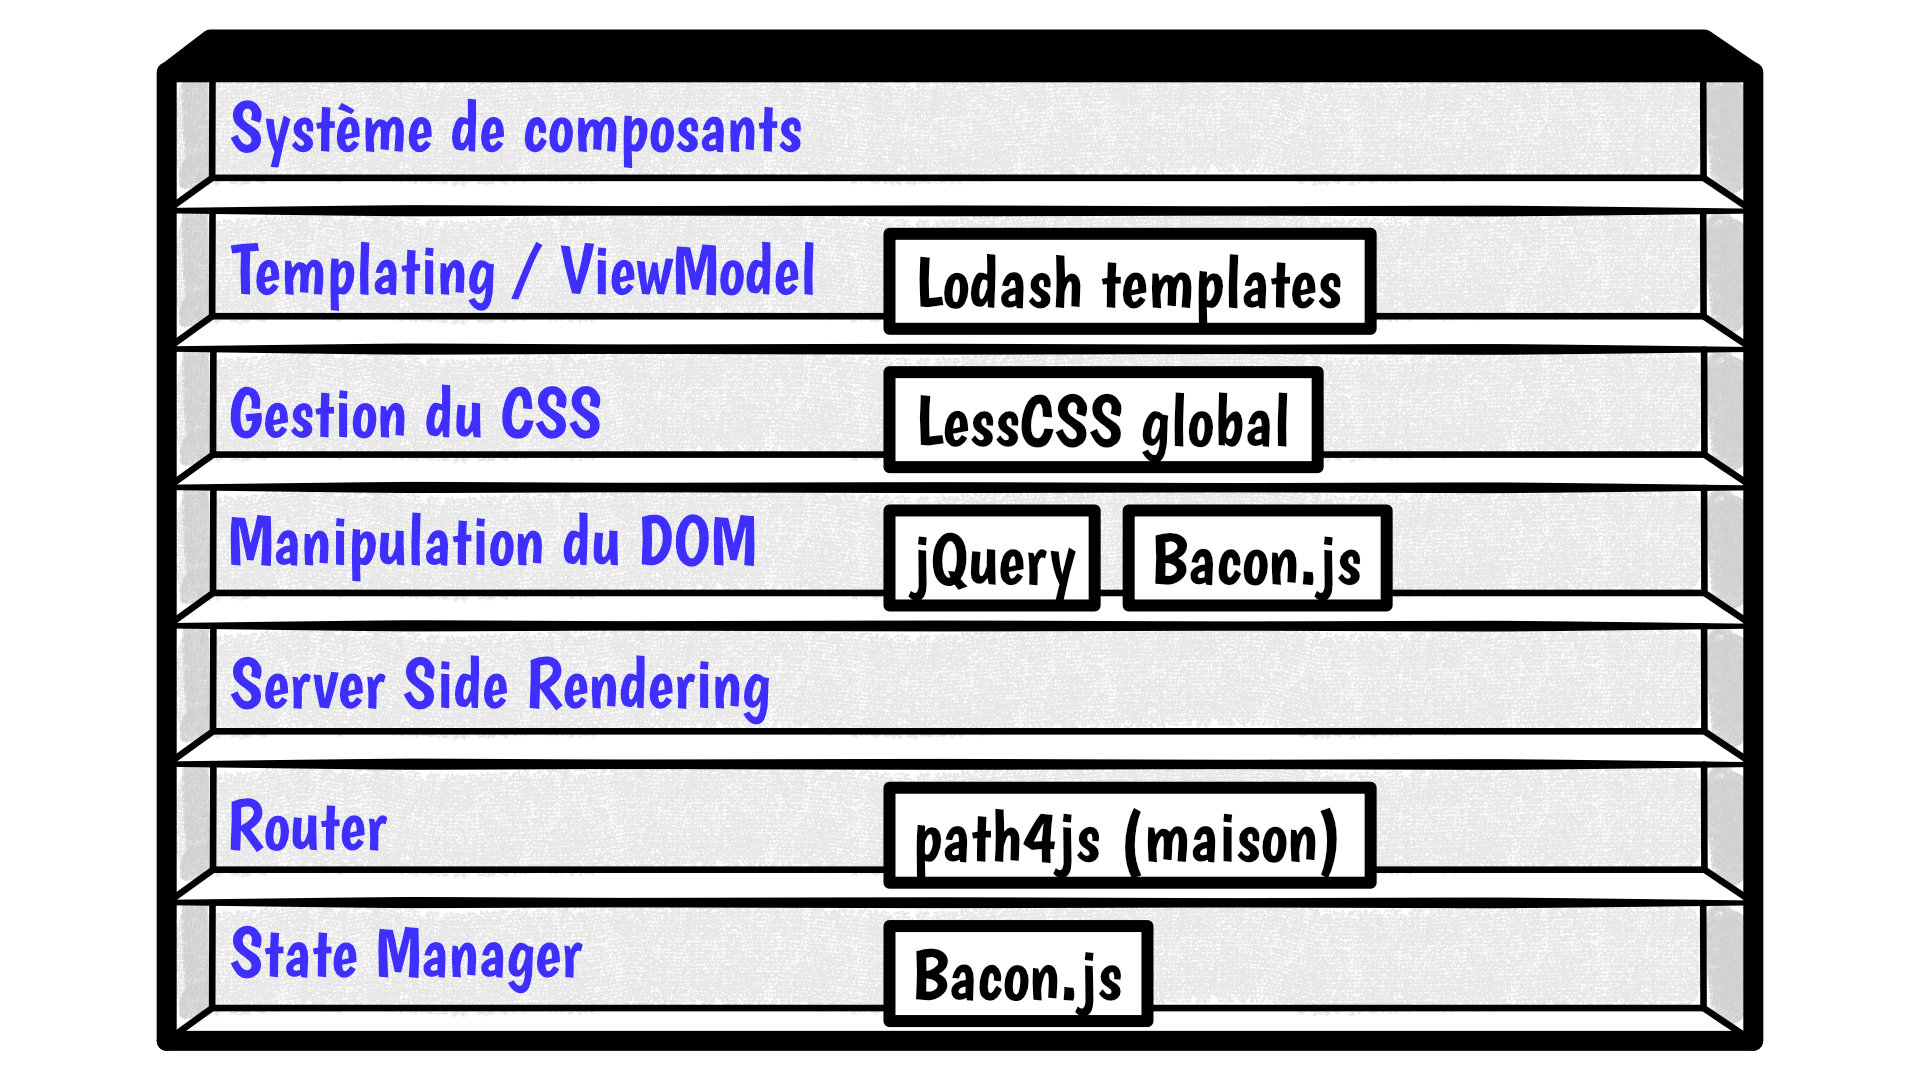 Système de composants
Templating / ViewModel Lodash templates
Gestion du CSS LessCSS global
Manipulation du DOM jQuery Bacon.js
Server Side Rendering
Router path4js (maison)
State Manager Bacon.js